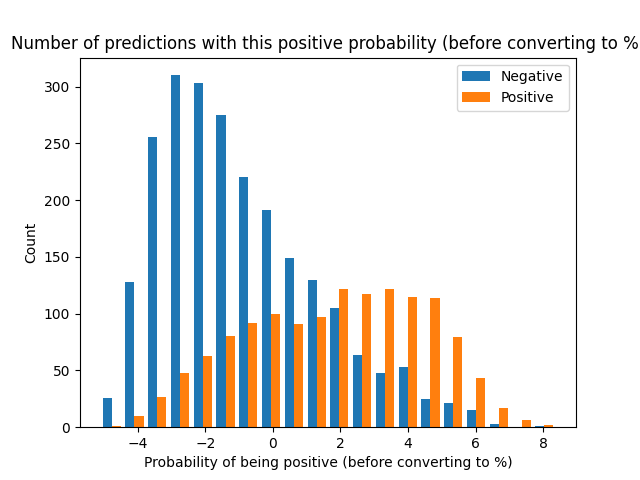 Number of predictions with this positive probability (before converting to %
Negative
Positive
300
250
200
150
100
50
0
Count
−4
−2
0
2
4
6
8
Probability of being positive (before converting to %)